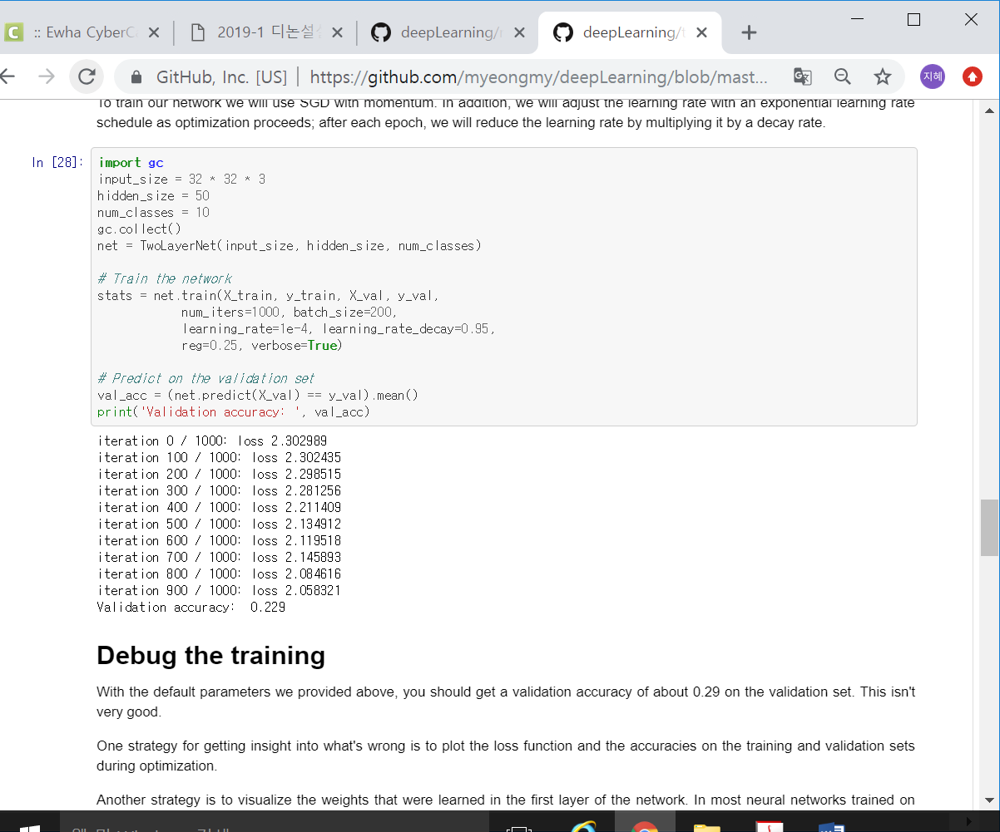 :: Ewha CyberC
2019-1 디논설
deepLearning/
deepLearning/
GitHub, Inc. [US] | https://github.com/myeongmy/deepLearning/blob/mast...
지혜
To train our network we will use SGD with momentum. In addition, we will adjust the learning rate with an exponential learning rate
schedule as optimization proceeds; after each epoch, we will reduce the learning rate by multiplying it by a decay rate.
In [28]:
import gc
input_size = 32 * 32 * 3
hidden_size = 50
num_classes = 10
gc.collect()
net = TwoLayerNet(input_size, hidden_size, num_classes)
# Train the network
stats = net.train(X_train, y_train, X_val, y_val,
num_iters=1000, batch_size=200,
learning_rate=1e-4, learning_rate_decay=0.95,
reg=0.25, verbose=True)
# Predict on the validation set
val_acc = (net.predict(X_val) == y_val).mean()
print('Validation accuracy: ', val_acc)
iteration 0 / 1000: loss 2.302989
iteration 100 / 1000: loss 2.302435
iteration 200 / 1000: loss 2.298515
iteration 300 / 1000: loss 2.281256
iteration 400 / 1000: loss 2.211409
iteration 500 / 1000: loss 2.134912
iteration 600 / 1000: loss 2.119518
iteration 700 / 1000: loss 2.145893
iteration 800 / 1000: loss 2.084616
iteration 900 / 1000: loss 2.058321
Validation accuracy:  0.229
Debug the training
With the default parameters we provided above, you should get a validation accuracy of about 0.29 on the validation set. This isn't
very good.
One strategy for getting insight into what's wrong is to plot the loss function and the accuracies on the training and validation sets
during optimization.
Another strategy is to visualize the weights that were learned in the first layer of the network. In most neural networks trained on